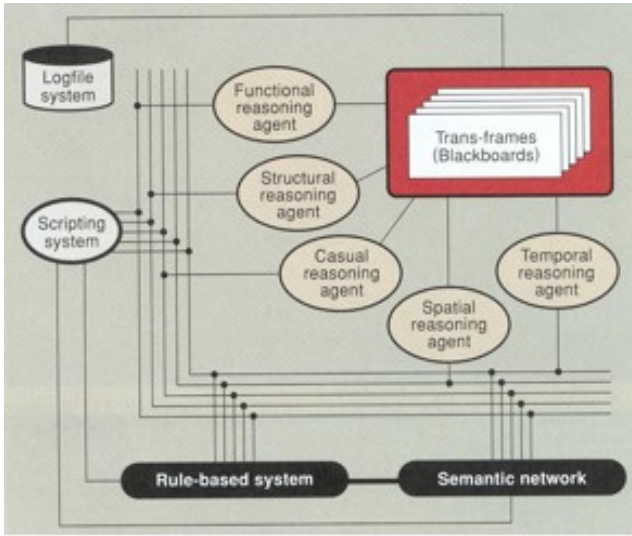 Logfile
system
Functional
reasoning
agent
Trans-frames
(Blackboards)
Structural
reasoning
agent
Scripting
system
Casual
reasoning
agent
Temporal
reasoning
agent
Spatial
reasoning
agent
Rule-based system
Semantic network